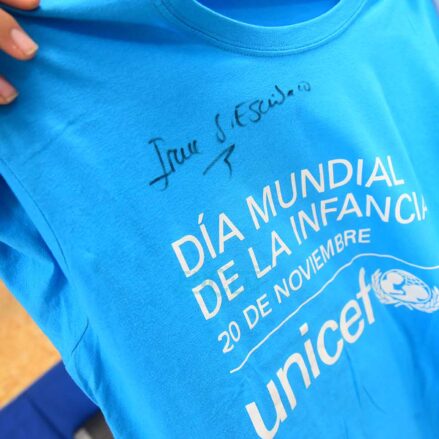 DÍA MUNDIAL
DE LA INFANCIA
20 DE NOVIEMBRE
unicef